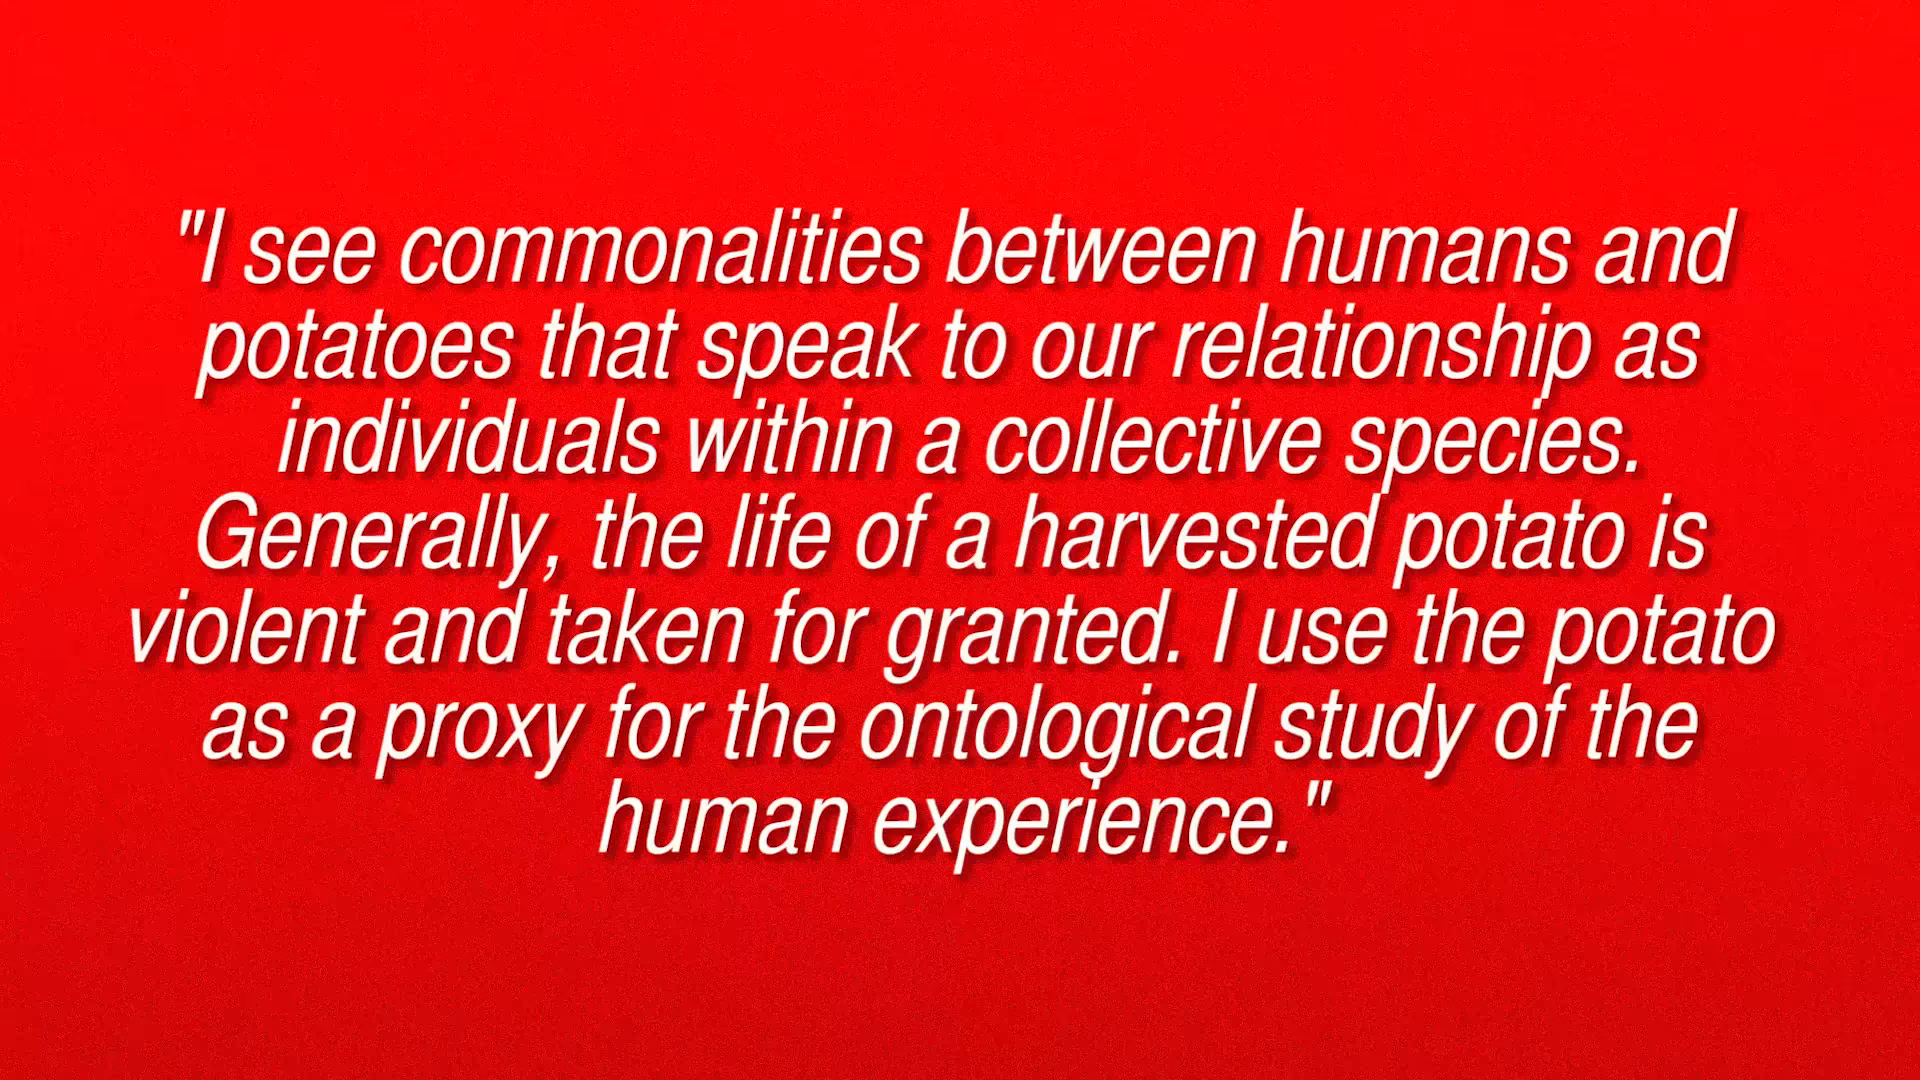 "I see commonalities between humans and
potatoes that speak to our relationship as
individuals within a collective species.
Generally, the life of a harvested potato is
violent and taken for granted. I use the potato
as a proxy for the ontological study of the
human experience."